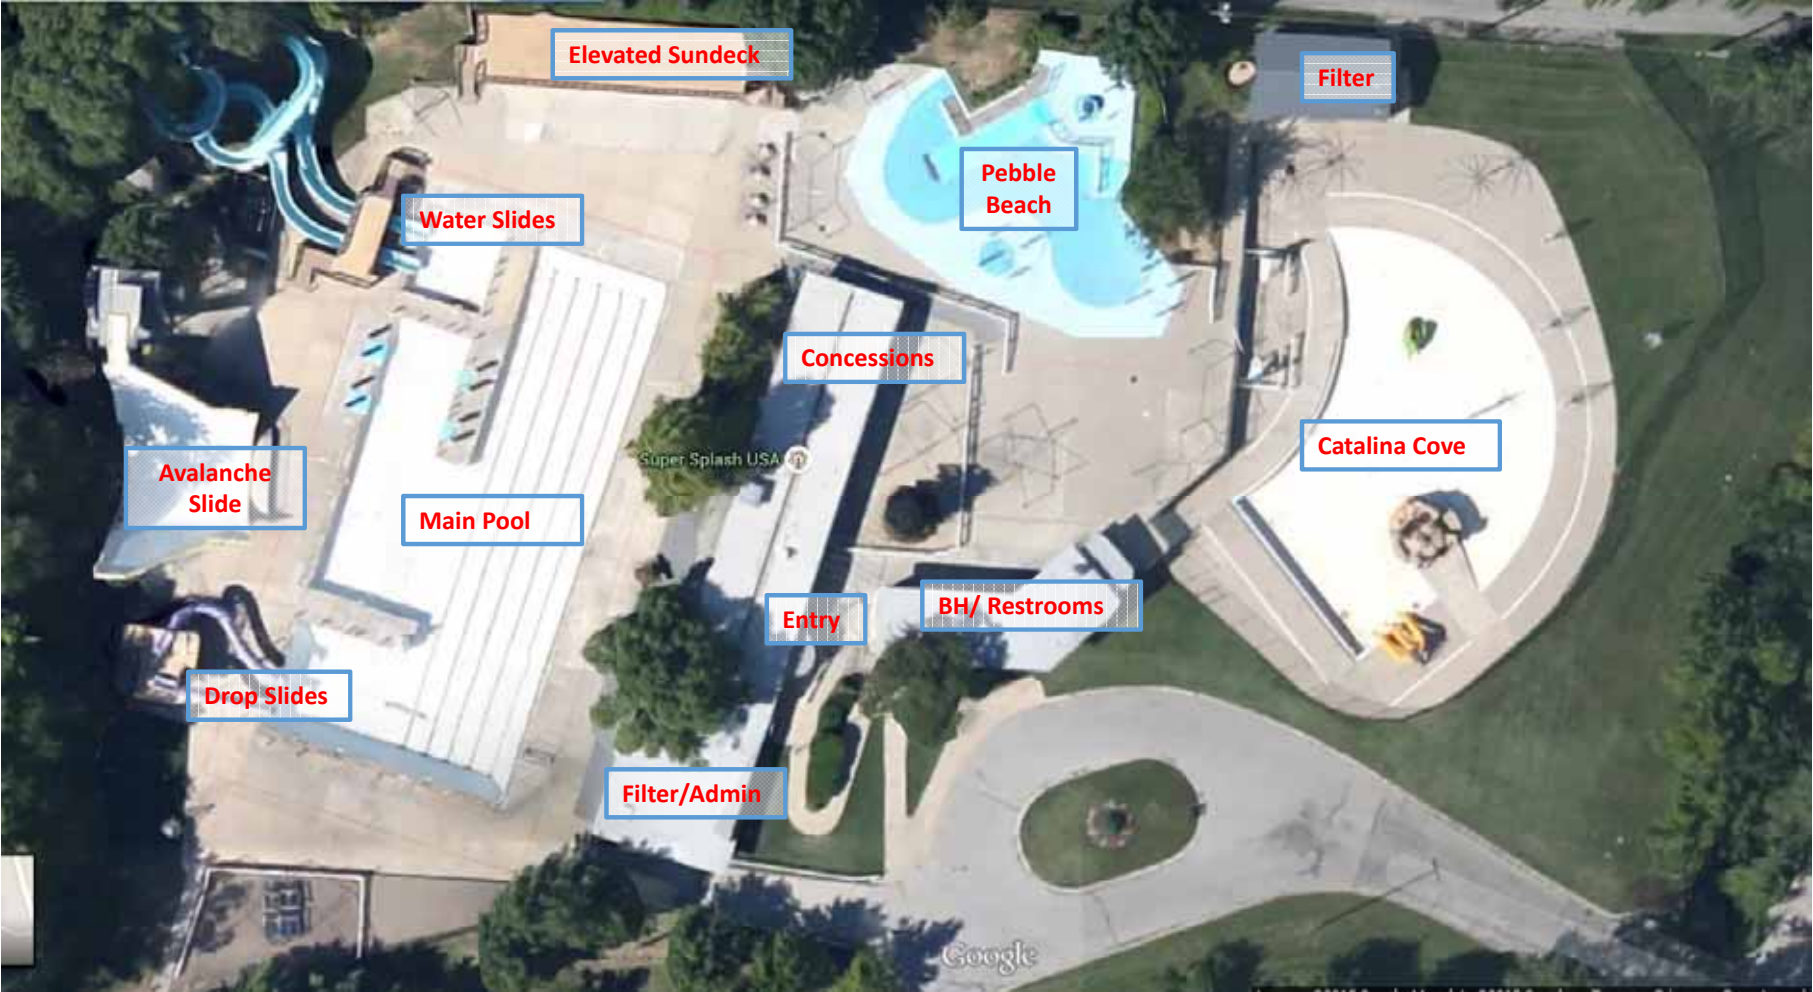 Elevated Sundeck
Filter
Pebble
Beach
Water Slides
Concessions
Catalina Cove
Super Splash USA
Avalanche
Slide
Main Pool
BH/ Restrooms
Entry
Drop Slides
Filter/Admin
Google